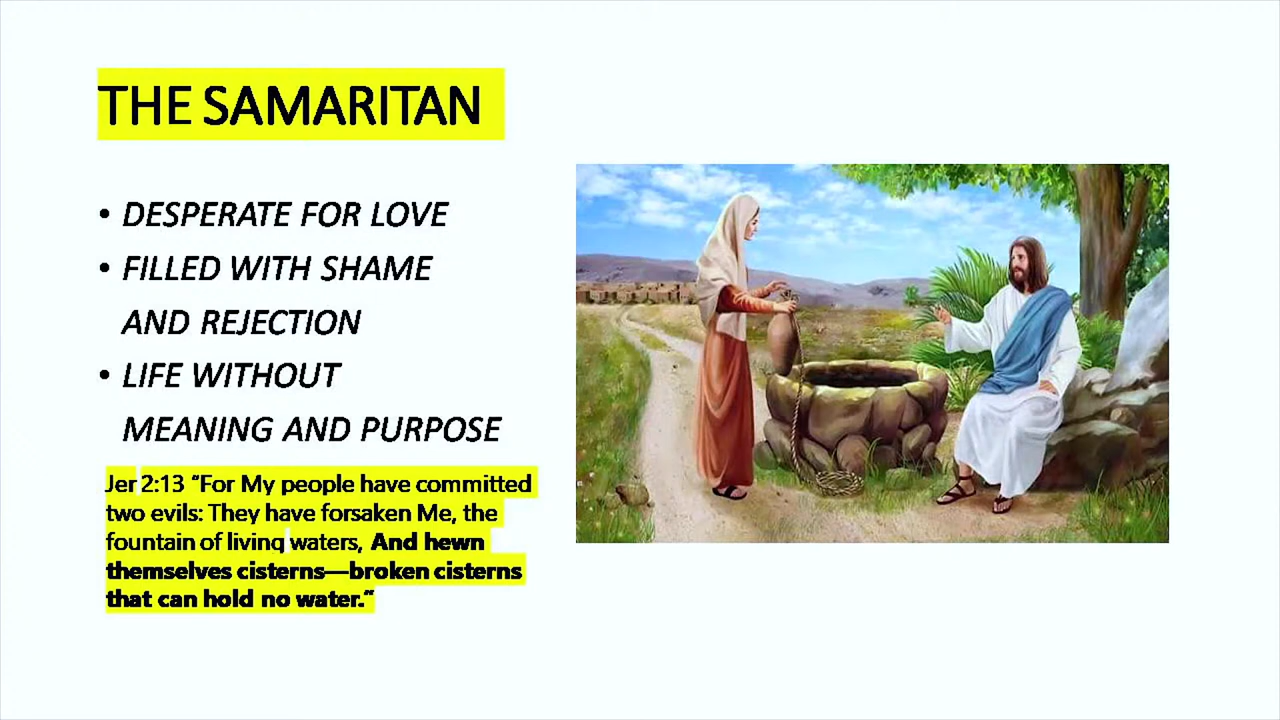 THE SAMARITAN
• DESPERATE FOR LOVE
• FILLED WITH SHAME
AND REJECTION
• LIFE WITHOUT
MEANING AND PURPOSE
Jer 2:13 “For My people have committed
two evils: They have forsaken Me, the
fountain of living waters, And hewn
themselves cisterns—broken cisterns
that can hold no water.”